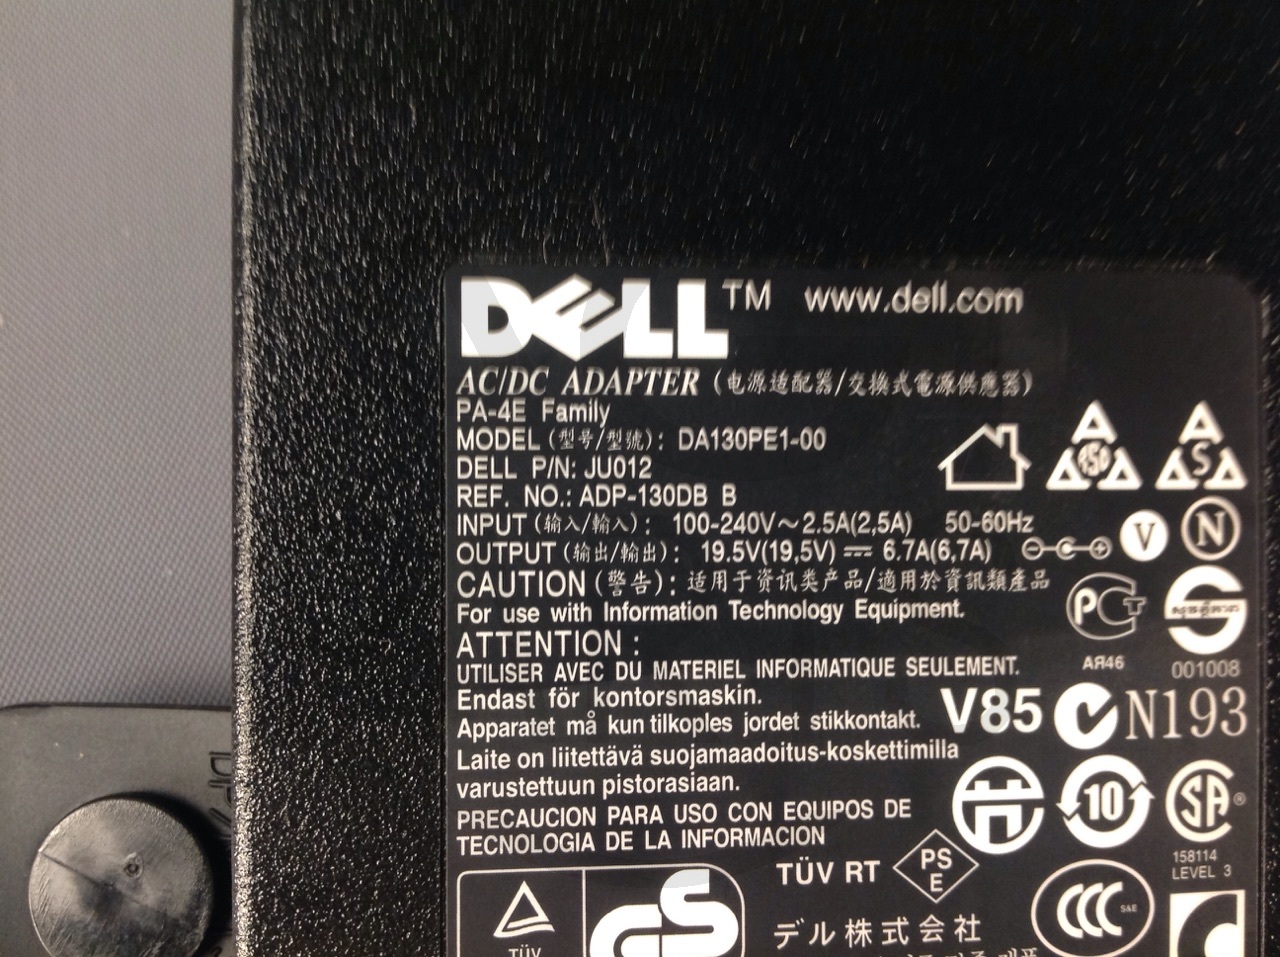 DELL™ www.dell.com
AC/DC ADAPTER (电源适配器/交換式電源供應器)
PA-4E Family
MODEL (型号/型號): DA130PE1-00
DELL P/N: JU012
REF. NO.: ADP-130DB B
INPUT (输入/輸入): 100-240V~2.5A(2,5A) 50-60Hz
OUTPUT (输出/輸出): 19.5V(19,5V) ⎓ 6.7A(6,7A)
V N
CAUTION (警告): 适用于资讯类产品/適用於資訊類產品
For use with Information Technology Equipment.
ATTENTION :
UTILISER AVEC DU MATERIEL INFORMATIQUE SEULEMENT.
РСТ
АЯ46 001008
Endast för kontorsmaskin.
Apparatet må kun tilkoples jordet stikkontakt.
V85 N193
Laite on liitettävä suojamaadoitus-koskettimilla
varustettuun pistorasiaan.
PRECAUCION PARA USO CON EQUIPOS DE
TECNOLOGIA DE LA INFORMACION
10 SA®
158114
LEVEL 3
TÜV RT PS E
CCC S&E
デル株式会社
TÜV GS